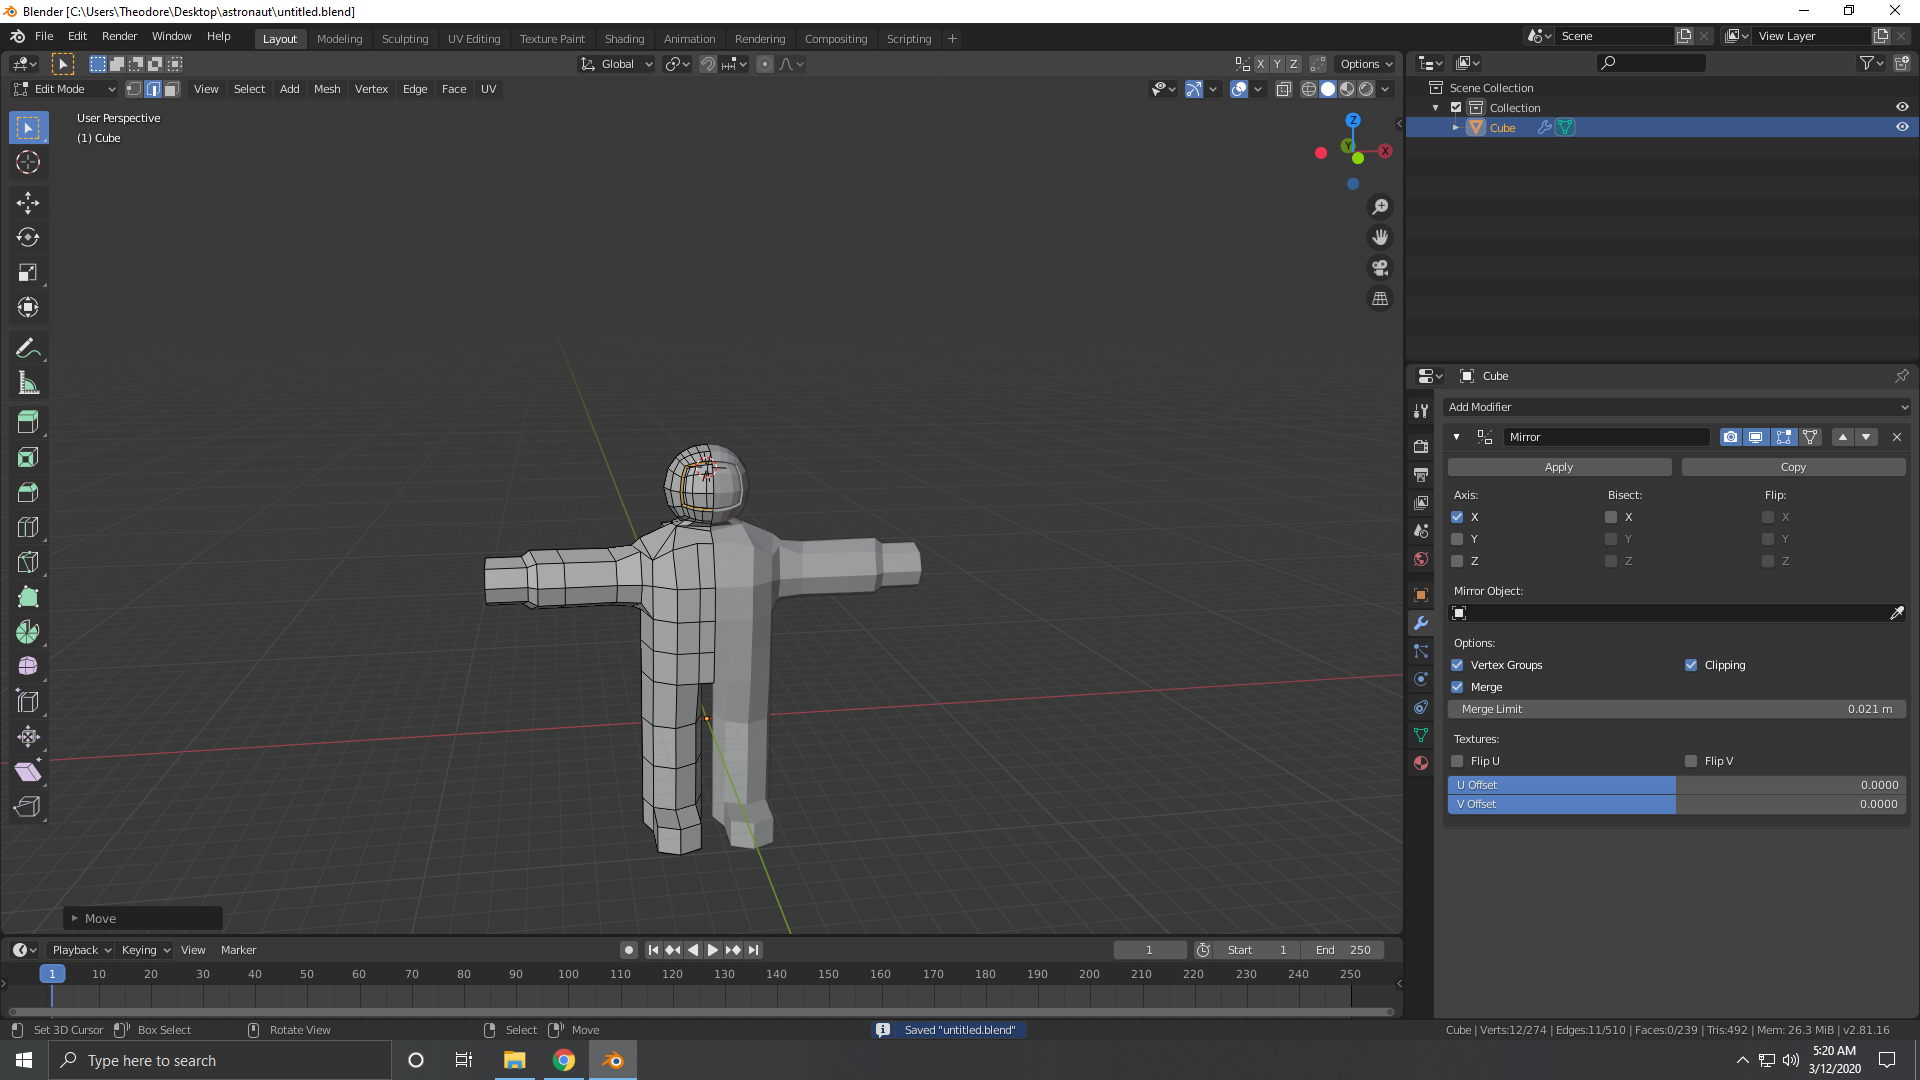 Blender [C:\Users\Theodore\Desktop\astronaut\untitled.blend]
File Edit Render Window Help Layout Modeling Sculpting UV Editing Texture Paint Shading Animation Rendering Compositing Scripting + Scene View Layer
Global X Y Z Options
Edit Mode View Select Add Mesh Vertex Edge Face UV
User Perspective
(1) Cube
Z
Y
X
Scene Collection
Collection
Cube
Cube
Add Modifier
Mirror
Apply Copy
Axis: Bisect: Flip:
X X X
Y Y Y
Z Z Z
Mirror Object:
Options:
Vertex Groups Clipping
Merge
Merge Limit 0.021 m
Textures:
Flip U Flip V
U Offset 0.0000
V Offset 0.0000
Move
Playback Keying View Marker 1 Start 1 End 250
1 10 20 30 40 50 60 70 80 90 100 110 120 130 140 150 160 170 180 190 200 210 220 230 240 250
Set 3D Cursor Box Select Rotate View Select Move Saved "untitled.blend" Cube | Verts:12/274 | Edges:11/510 | Faces:0/239 | Tris:492 | Mem: 26.3 MiB | v2.81.16
Type here to search
5:20 AM
3/12/2020